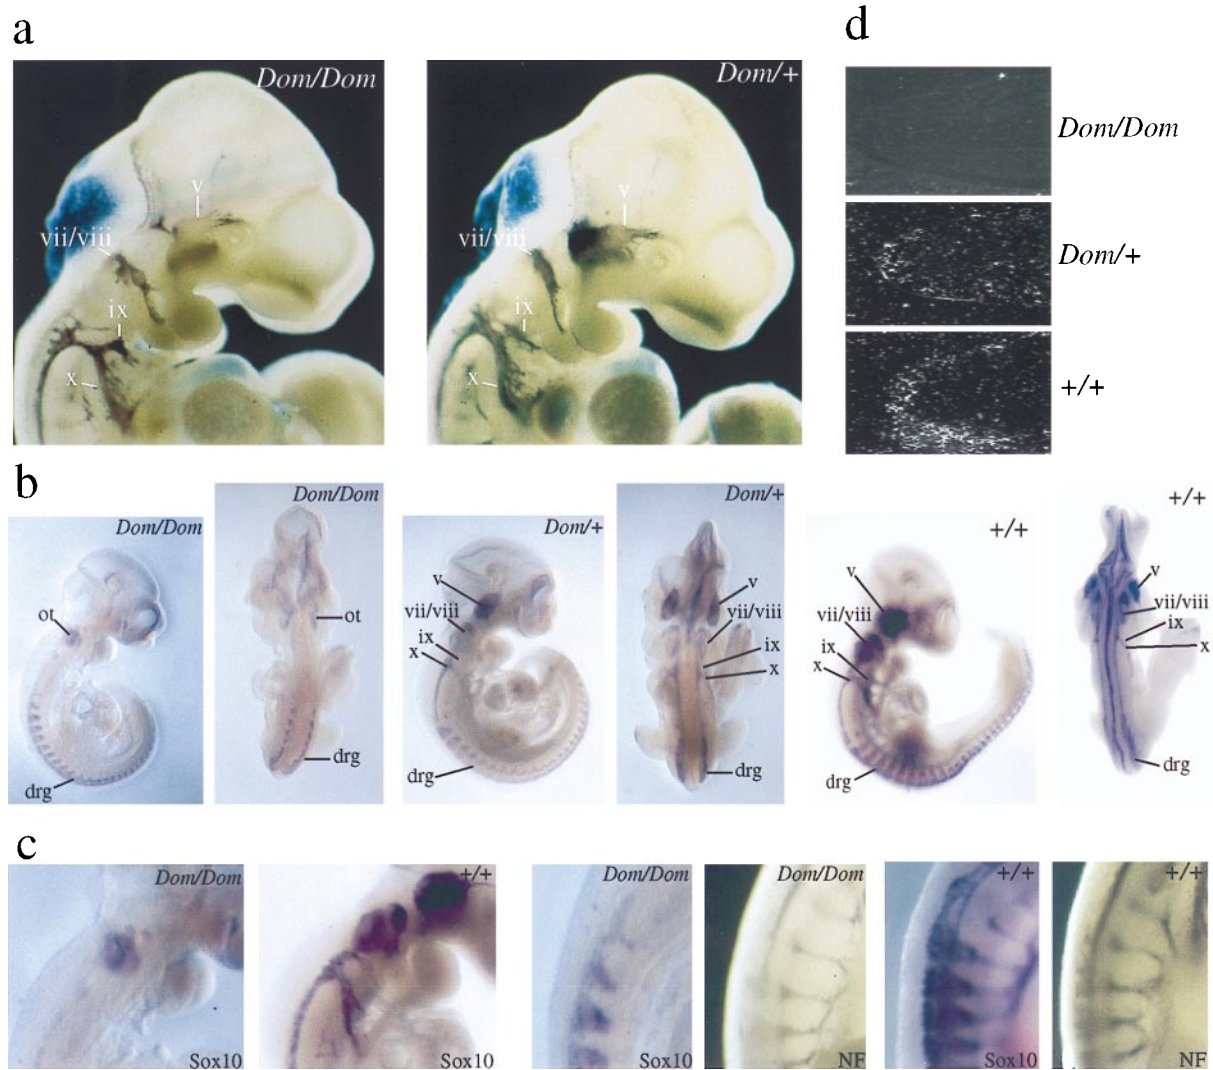 a
Dom/Dom
v
vii/viii
ix
x
Dom/+
v
vii/viii
ix
x
d
Dom/Dom
Dom/+
+/+
b
Dom/Dom
ot
drg
Dom/Dom
ot
drg
Dom/+
v
vii/viii
ix
x
drg
Dom/+
v
vii/viii
ix
x
drg
+/+
v
vii/viii
ix
x
drg
+/+
v
vii/viii
ix
x
drg
c
Dom/Dom
Sox10
+/+
Sox10
Dom/Dom
Sox10
Dom/Dom
NF
+/+
Sox10
+/+
NF